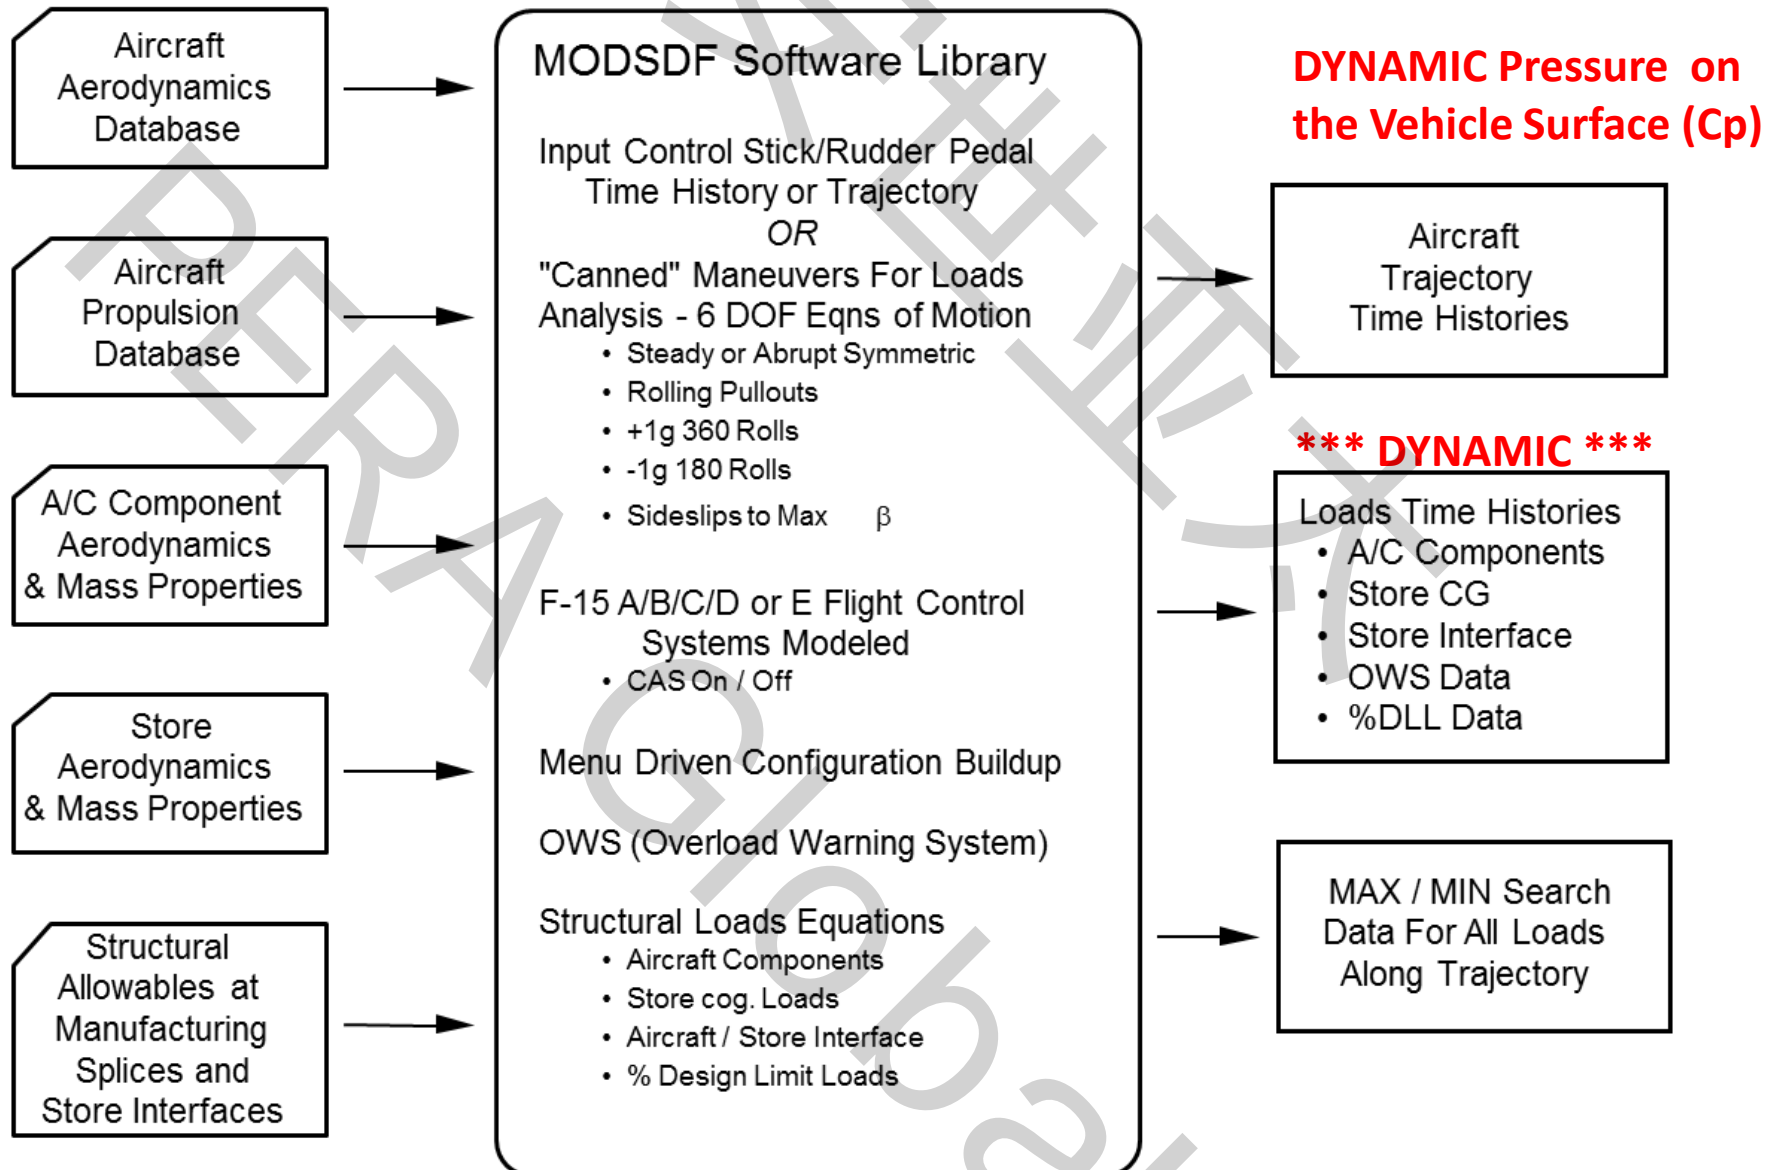 Aircraft
Aerodynamics
Database
Aircraft
Propulsion
Database
A/C Component
Aerodynamics
& Mass Properties
Store
Aerodynamics
& Mass Properties
Structural
Allowables at
Manufacturing
Splices and
Store Interfaces
MODSDF Software Library
Input Control Stick/Rudder Pedal
Time History or Trajectory
OR
"Canned" Maneuvers For Loads
Analysis - 6 DOF Eqns of Motion
• Steady or Abrupt Symmetric
• Rolling Pullouts
• +1g 360 Rolls
• -1g 180 Rolls
• Sideslips to Max β
F-15 A/B/C/D or E Flight Control
Systems Modeled
• CAS On / Off
Menu Driven Configuration Buildup
OWS (Overload Warning System)
Structural Loads Equations
• Aircraft Components
• Store cog. Loads
• Aircraft / Store Interface
• % Design Limit Loads
DYNAMIC Pressure on
the Vehicle Surface (Cp)
Aircraft
Trajectory
Time Histories
*** DYNAMIC ***
Loads Time Histories
• A/C Components
• Store CG
• Store Interface
• OWS Data
• %DLL Data
MAX / MIN Search
Data For All Loads
Along Trajectory
世亚太
PERA Global